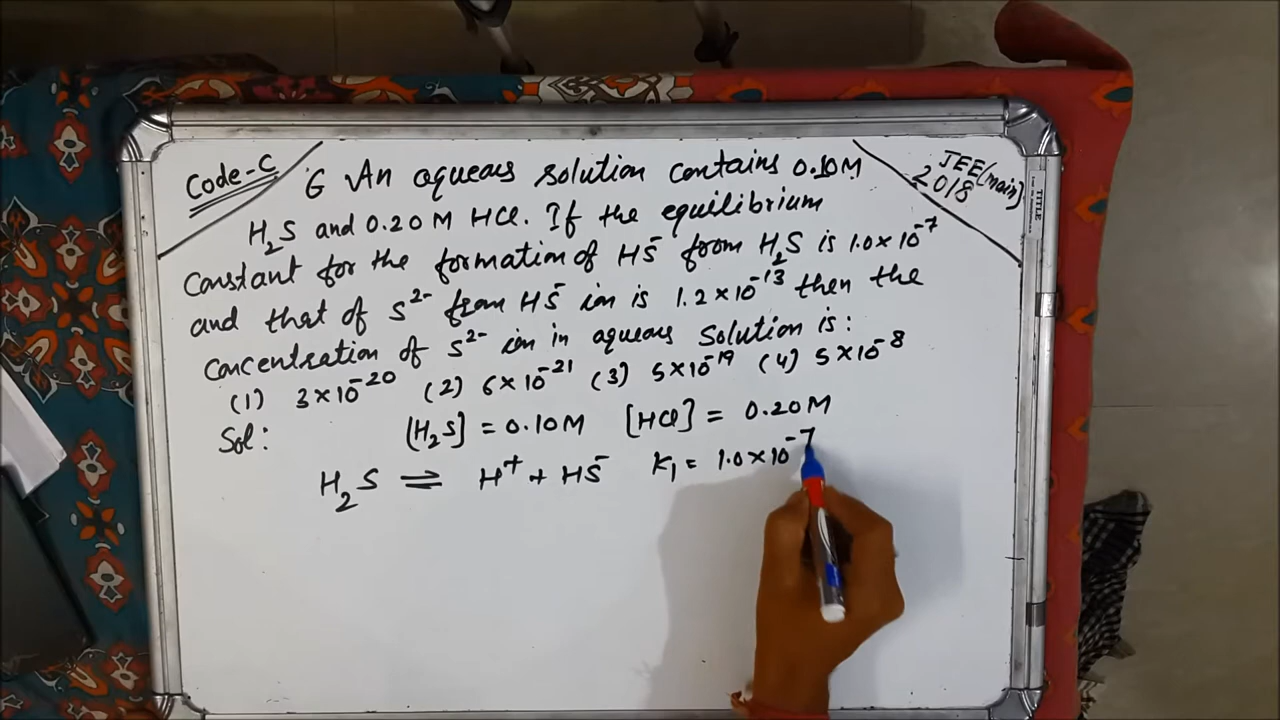 Code-C
JEE(main)
2018
6 An aqueous solution contains 0.10M
H₂S and 0.20 M HCl. If the equilibrium
Constant for the formation of HS⁻ from H₂S is 1.0×10⁻⁷
and that of S²⁻ from HS⁻ ion is 1.2×10⁻¹³ then the
Concentration of S²⁻ ion in aqueous solution is:
(1) 3×10⁻²⁰ (2) 6×10⁻²¹ (3) 5×10⁻¹⁹ (4) 5×10⁻⁸
Sol: [H₂S] = 0.10M [HCl] = 0.20M
H₂S ⇌ H⁺ + HS⁻ K₁ = 1.0×10⁻⁷
TITLE